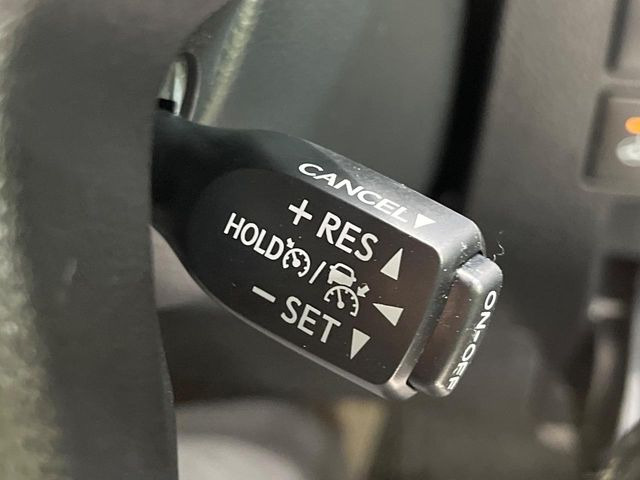 CANCEL▼
+ RES ▲
HOLD /
- SET ▼
ON•OFF